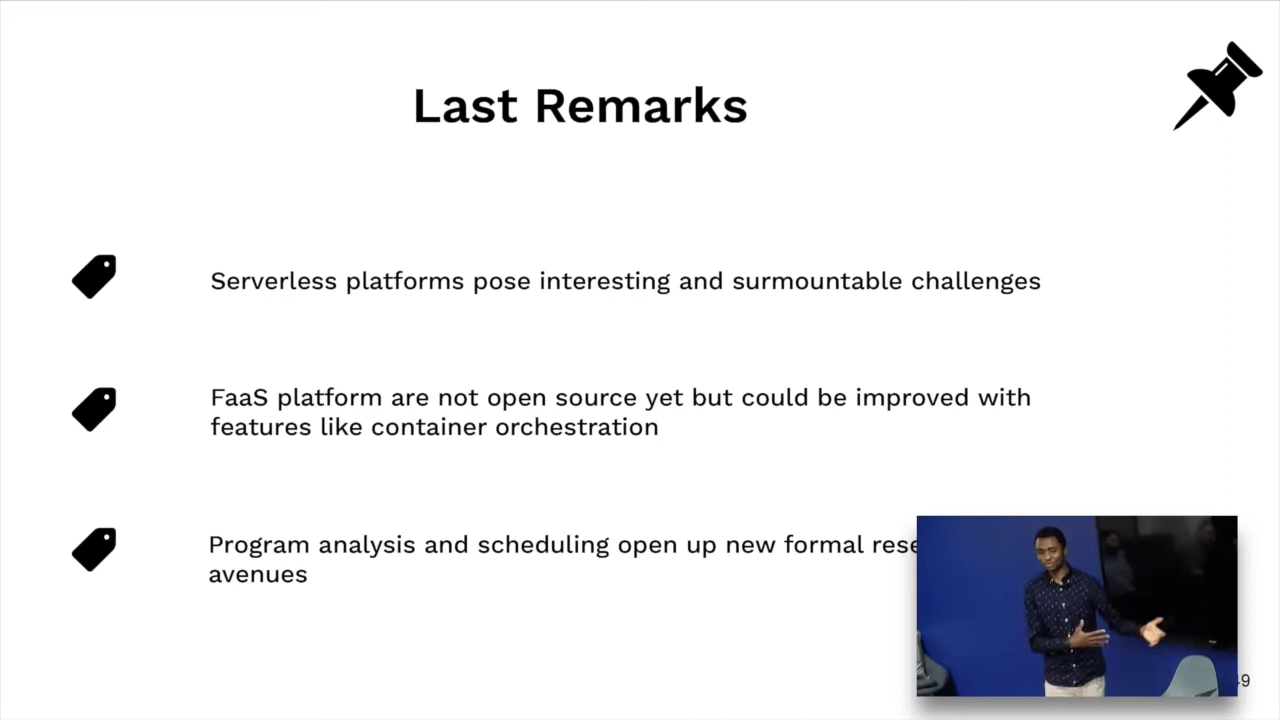 Last Remarks
Serverless platforms pose interesting and surmountable challenges
FaaS platform are not open source yet but could be improved with
features like container orchestration
Program analysis and scheduling open up new formal
avenues